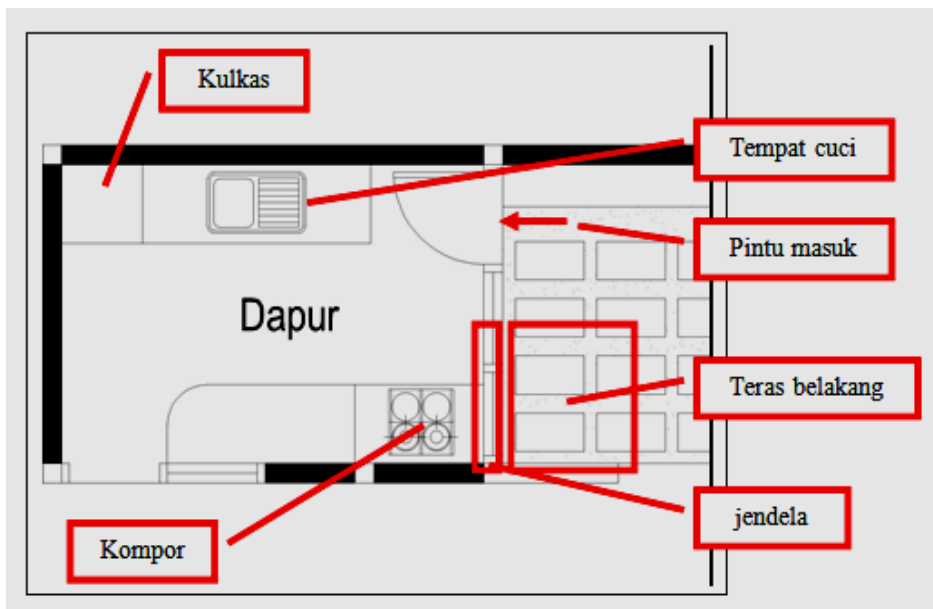 Kulkas
Tempat cuci
Pintu masuk
Dapur
Teras belakang
jendela
Kompor